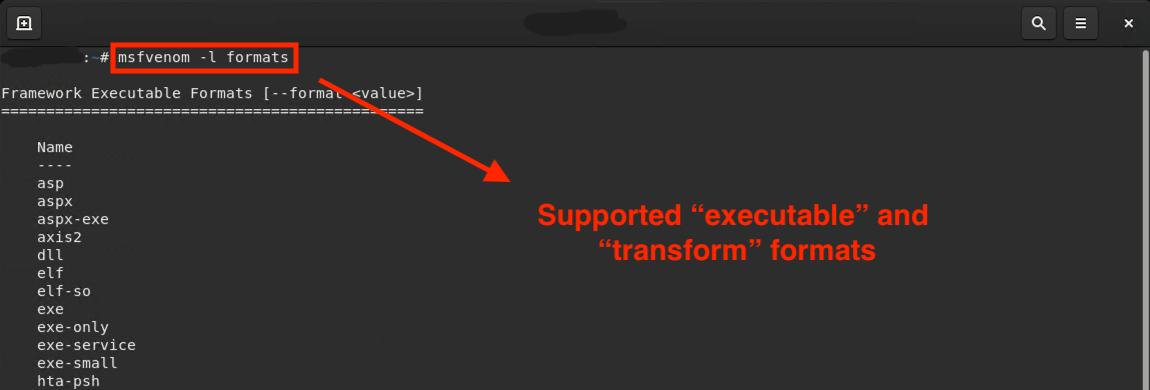 :~# msfvenom -l formats
Framework Executable Formats [--format <value>]
===============================================
Name
----
asp
aspx
aspx-exe
axis2
dll
elf
elf-so
exe
exe-only
exe-service
exe-small
hta-psh
Supported “executable” and
“transform” formats